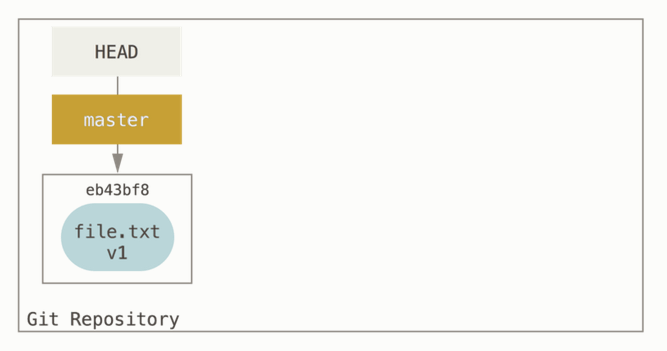 HEAD
master
eb43bf8
file.txt
v1
Git Repository